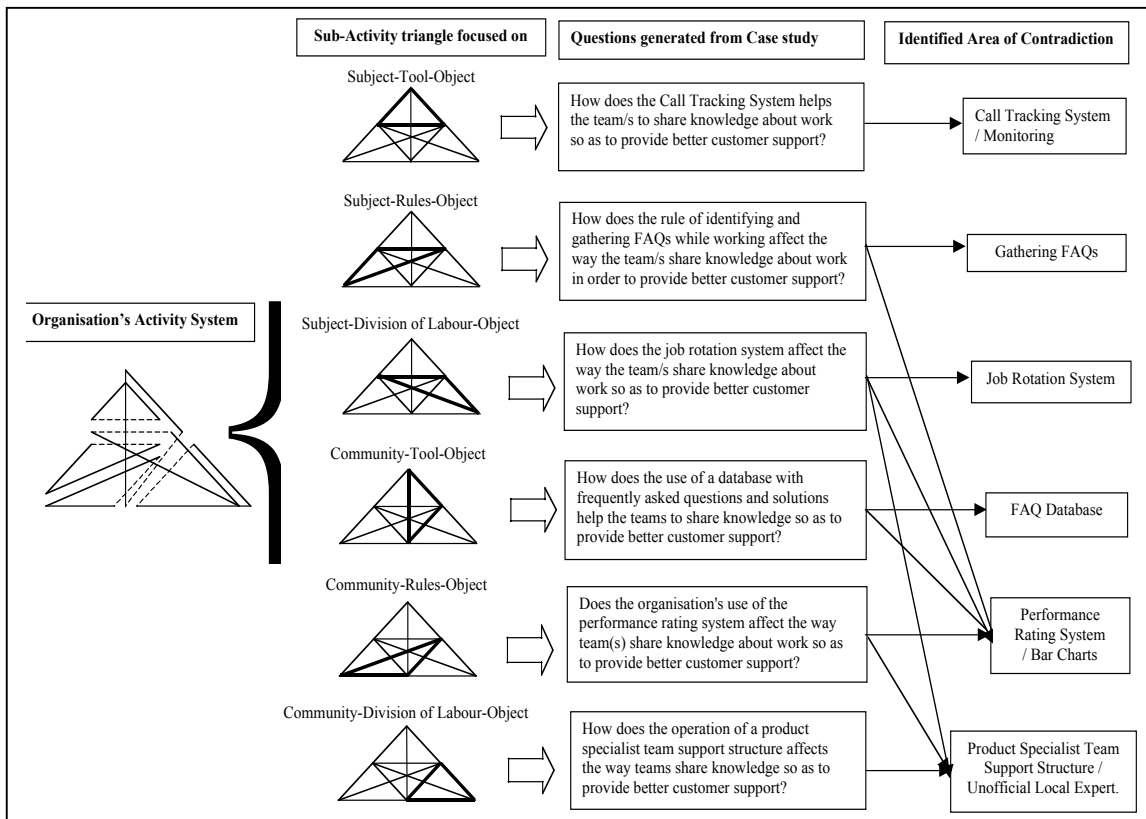 Sub-Activity triangle focused on
Questions generated from Case study
Identified Area of Contradiction
Subject-Tool-Object
How does the Call Tracking System helps
the team/s to share knowledge about work
so as to provide better customer support?
Call Tracking System
/ Monitoring
Subject-Rules-Object
How does the rule of identifying and
gathering FAQs while working affect the
way the team/s share knowledge about work
in order to provide better customer support?
Gathering FAQs
Organisation's Activity System
Subject-Division of Labour-Object
How does the job rotation system affect the
way the team/s share knowledge about
work so as to provide better customer
support?
Job Rotation System
Community-Tool-Object
How does the use of a database with
frequently asked questions and solutions
help the teams to share knowledge so as to
provide better customer support?
FAQ Database
Community-Rules-Object
Does the organisation's use of the
performance rating system affect the way
team(s) share knowledge about work so as
to provide better customer support?
Performance
Rating System
/ Bar Charts
Community-Division of Labour-Object
How does the operation of a product
specialist team support structure affects
the way teams share knowledge so as to
provide better customer support?
Product Specialist Team
Support Structure /
Unofficial Local Expert.